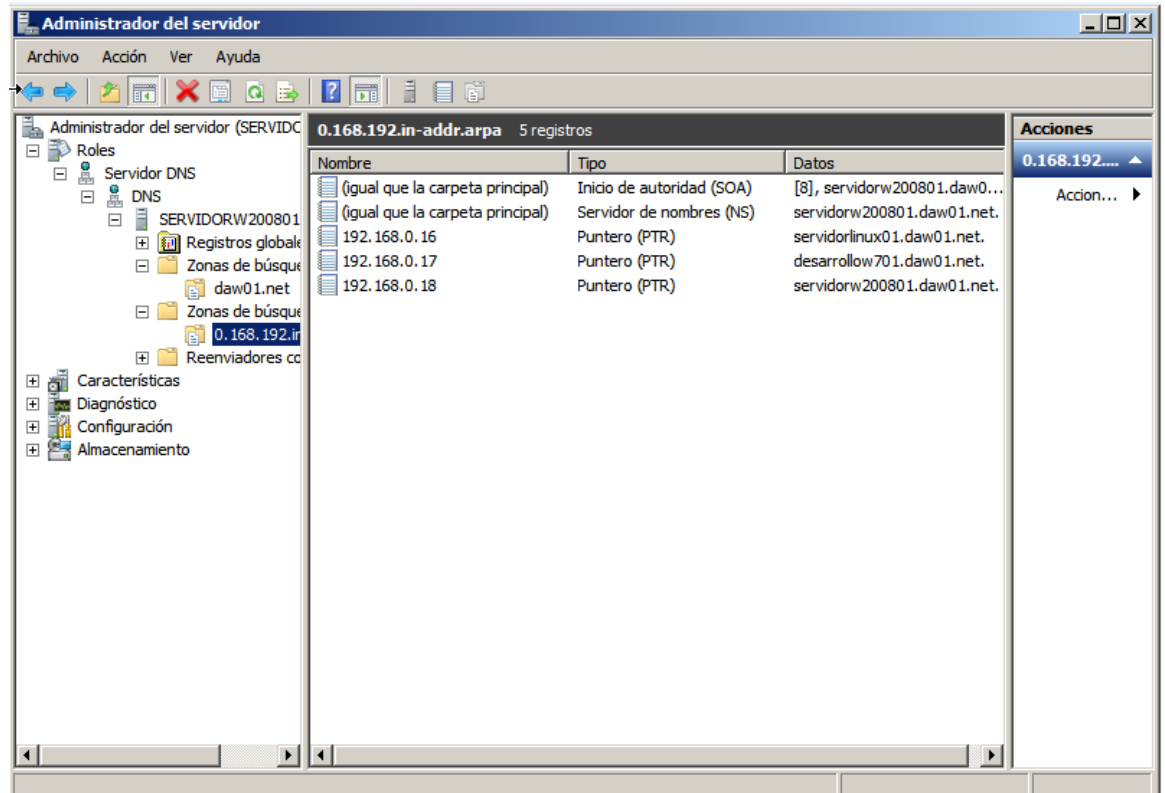 Administrador del servidor
Archivo Acción Ver Ayuda
Administrador del servidor (SERVIDC
Roles
Servidor DNS
DNS
SERVIDORW200801
Registros globale
Zonas de búsque
daw01.net
Zonas de búsque
0.168.192.in
Reenviadores co
Características
Diagnóstico
Configuración
Almacenamiento
0.168.192.in-addr.arpa 5 registros
Nombre Tipo Datos
(igual que la carpeta principal) Inicio de autoridad (SOA) [8], servidorw200801.daw0...
(igual que la carpeta principal) Servidor de nombres (NS) servidorw200801.daw01.net.
192.168.0.16 Puntero (PTR) servidorlinux01.daw01.net.
192.168.0.17 Puntero (PTR) desarrollow701.daw01.net.
192.168.0.18 Puntero (PTR) servidorw200801.daw01.net.
Acciones
0.168.192....
Accion...